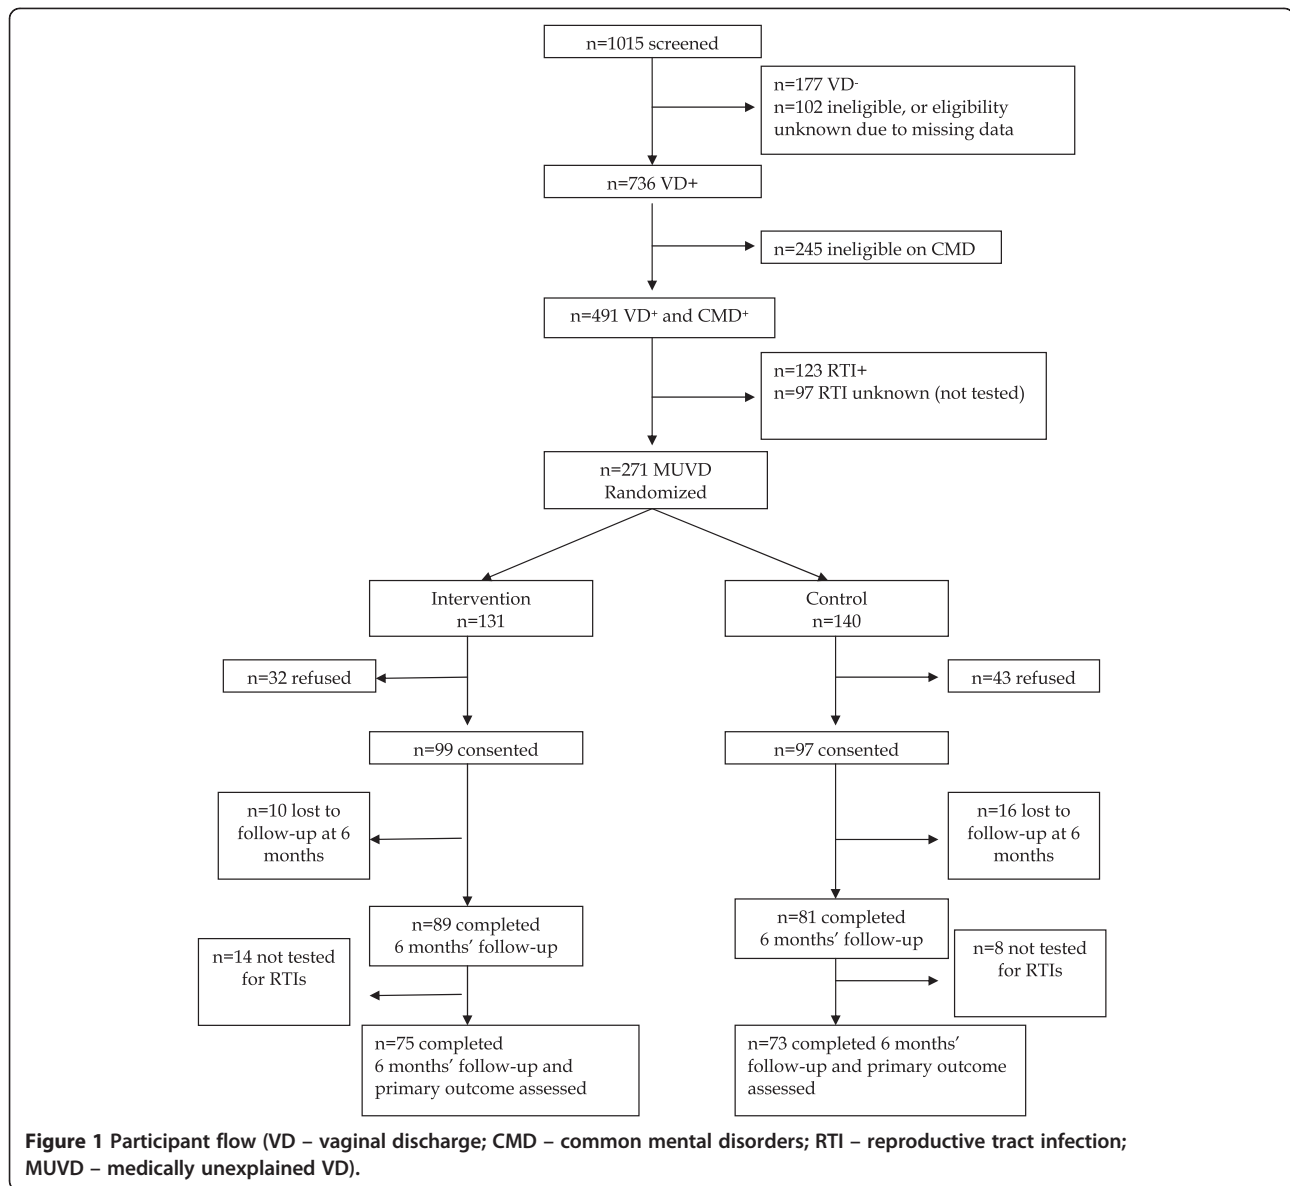 n=1015 screened
n=177 VD-
n=102 ineligible, or eligibility
unknown due to missing data
n=736 VD+
n=245 ineligible on CMD
n=491 VD+ and CMD+
n=123 RTI+
n=97 RTI unknown (not tested)
n=271 MUVD
Randomized
Intervention
n=131
Control
n=140
n=32 refused
n=43 refused
n=99 consented
n=97 consented
n=10 lost to
follow-up at 6
months
n=16 lost to
follow-up at 6
months
n=89 completed
6 months’ follow-up
n=81 completed
6 months’ follow-up
n=14 not tested
for RTIs
n=8 not tested
for RTIs
n=75 completed
6 months’ follow-up and
primary outcome assessed
n=73 completed 6 months’
follow-up and primary outcome
assessed
Figure 1 Participant flow (VD – vaginal discharge; CMD – common mental disorders; RTI – reproductive tract infection;
MUVD – medically unexplained VD).